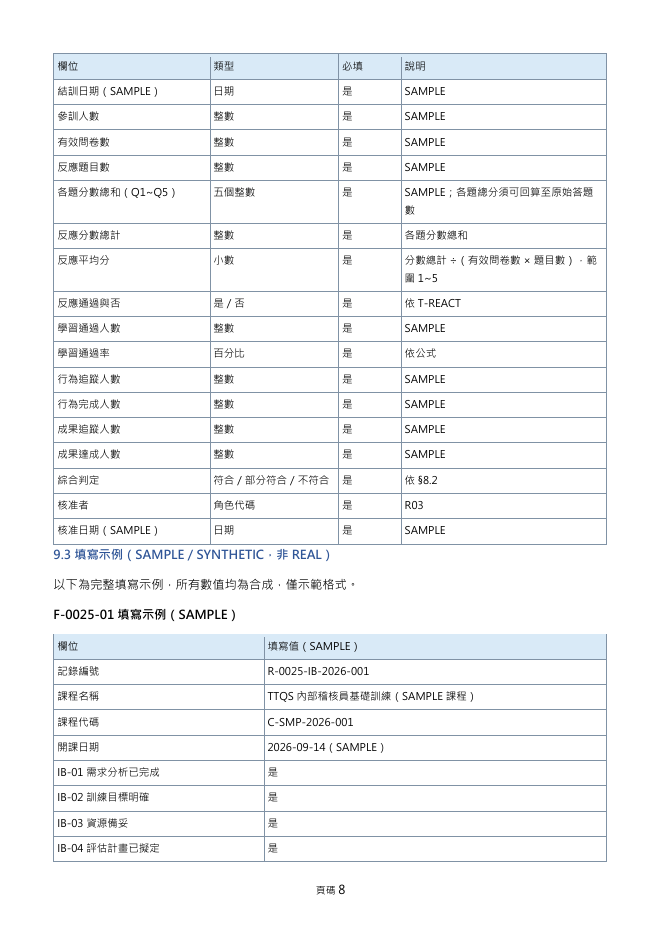 欄位 類型 必填 說明
結訓日期（SAMPLE） 日期 是 SAMPLE
參訓人數 整數 是 SAMPLE
有效問卷數 整數 是 SAMPLE
反應題目數 整數 是 SAMPLE
各題分數總和（Q1~Q5） 五個整數 是 SAMPLE；各題總分須可回算至原始答題
數
反應分數總計 整數 是 各題分數總和
反應平均分 小數 是 分數總計 ÷（有效問卷數 × 題目數），範
圍 1~5
反應通過與否 是 / 否 是 依 T-REACT
學習通過人數 整數 是 SAMPLE
學習通過率 百分比 是 依公式
行為追蹤人數 整數 是 SAMPLE
行為完成人數 整數 是 SAMPLE
成果追蹤人數 整數 是 SAMPLE
成果達成人數 整數 是 SAMPLE
綜合判定 符合 / 部分符合 / 不符合 是 依 §8.2
核准者 角色代碼 是 R03
核准日期（SAMPLE） 日期 是 SAMPLE
9.3 填寫示例（SAMPLE / SYNTHETIC，非 REAL）
以下為完整填寫示例，所有數值均為合成，僅示範格式。
F-0025-01 填寫示例（SAMPLE）
欄位 填寫值（SAMPLE）
記錄編號 R-0025-IB-2026-001
課程名稱 TTQS 內部稽核員基礎訓練（SAMPLE 課程）
課程代碼 C-SMP-2026-001
開課日期 2026-09-14（SAMPLE）
IB-01 需求分析已完成 是
IB-02 訓練目標明確 是
IB-03 資源備妥 是
IB-04 評估計畫已擬定 是
頁碼 8